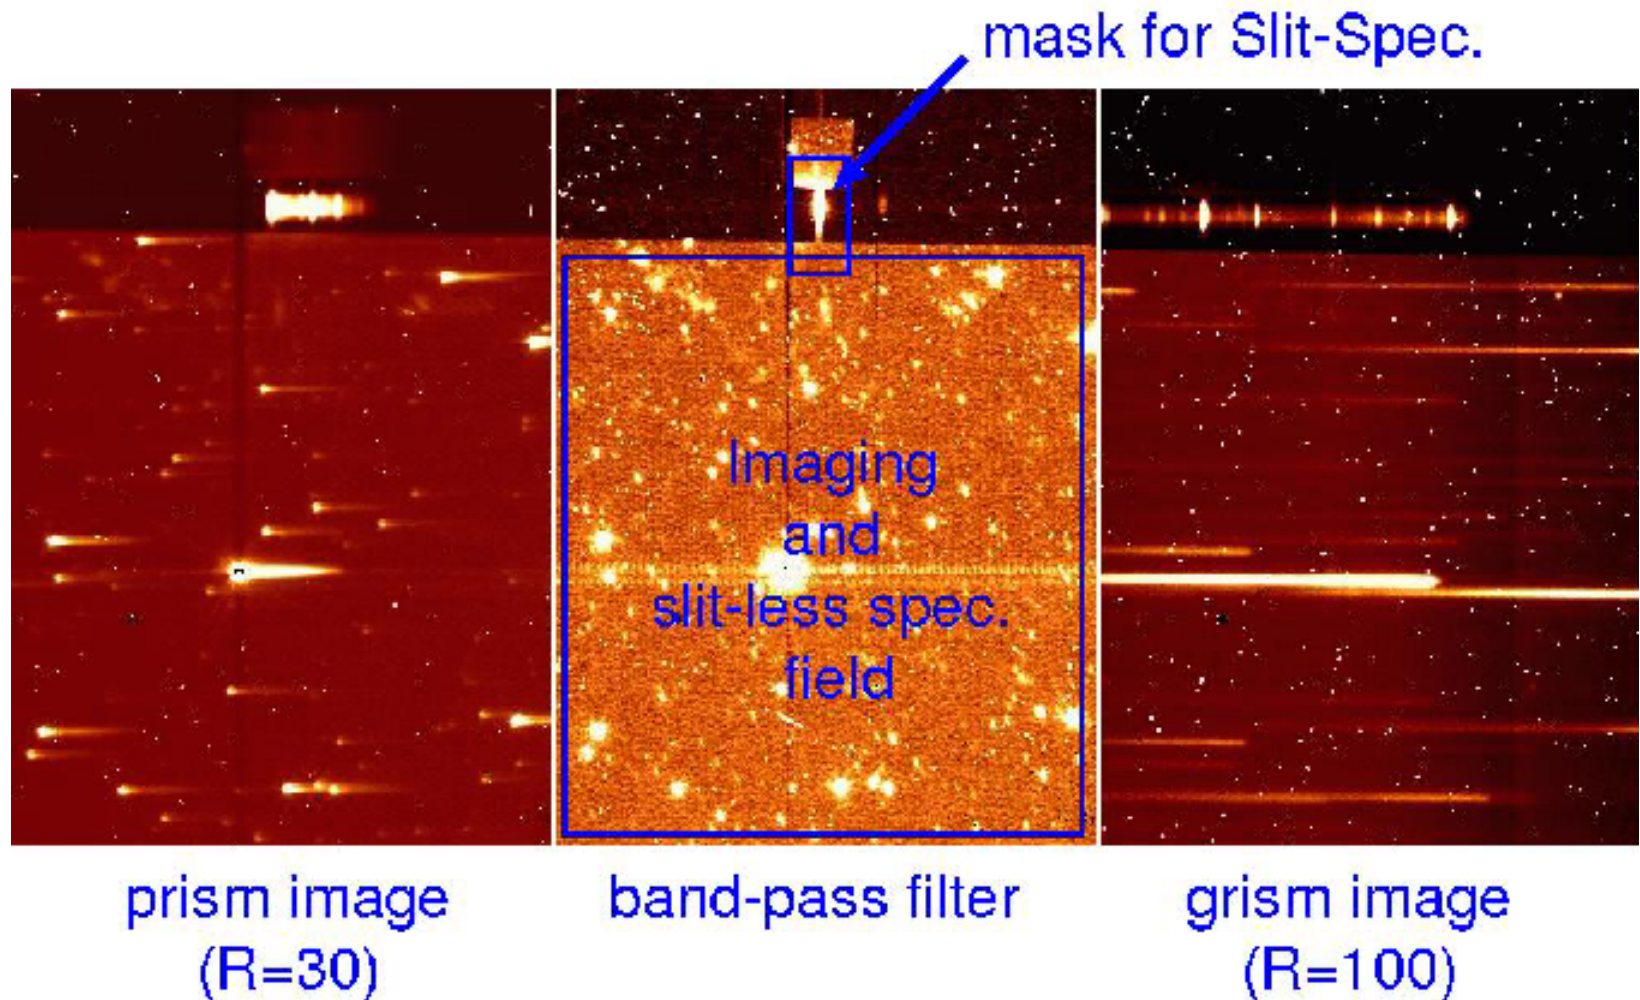 mask for Slit-Spec.
Imaging
and
slit-less spec.
field
prism image
(R=30)
band-pass filter
grism image
(R=100)